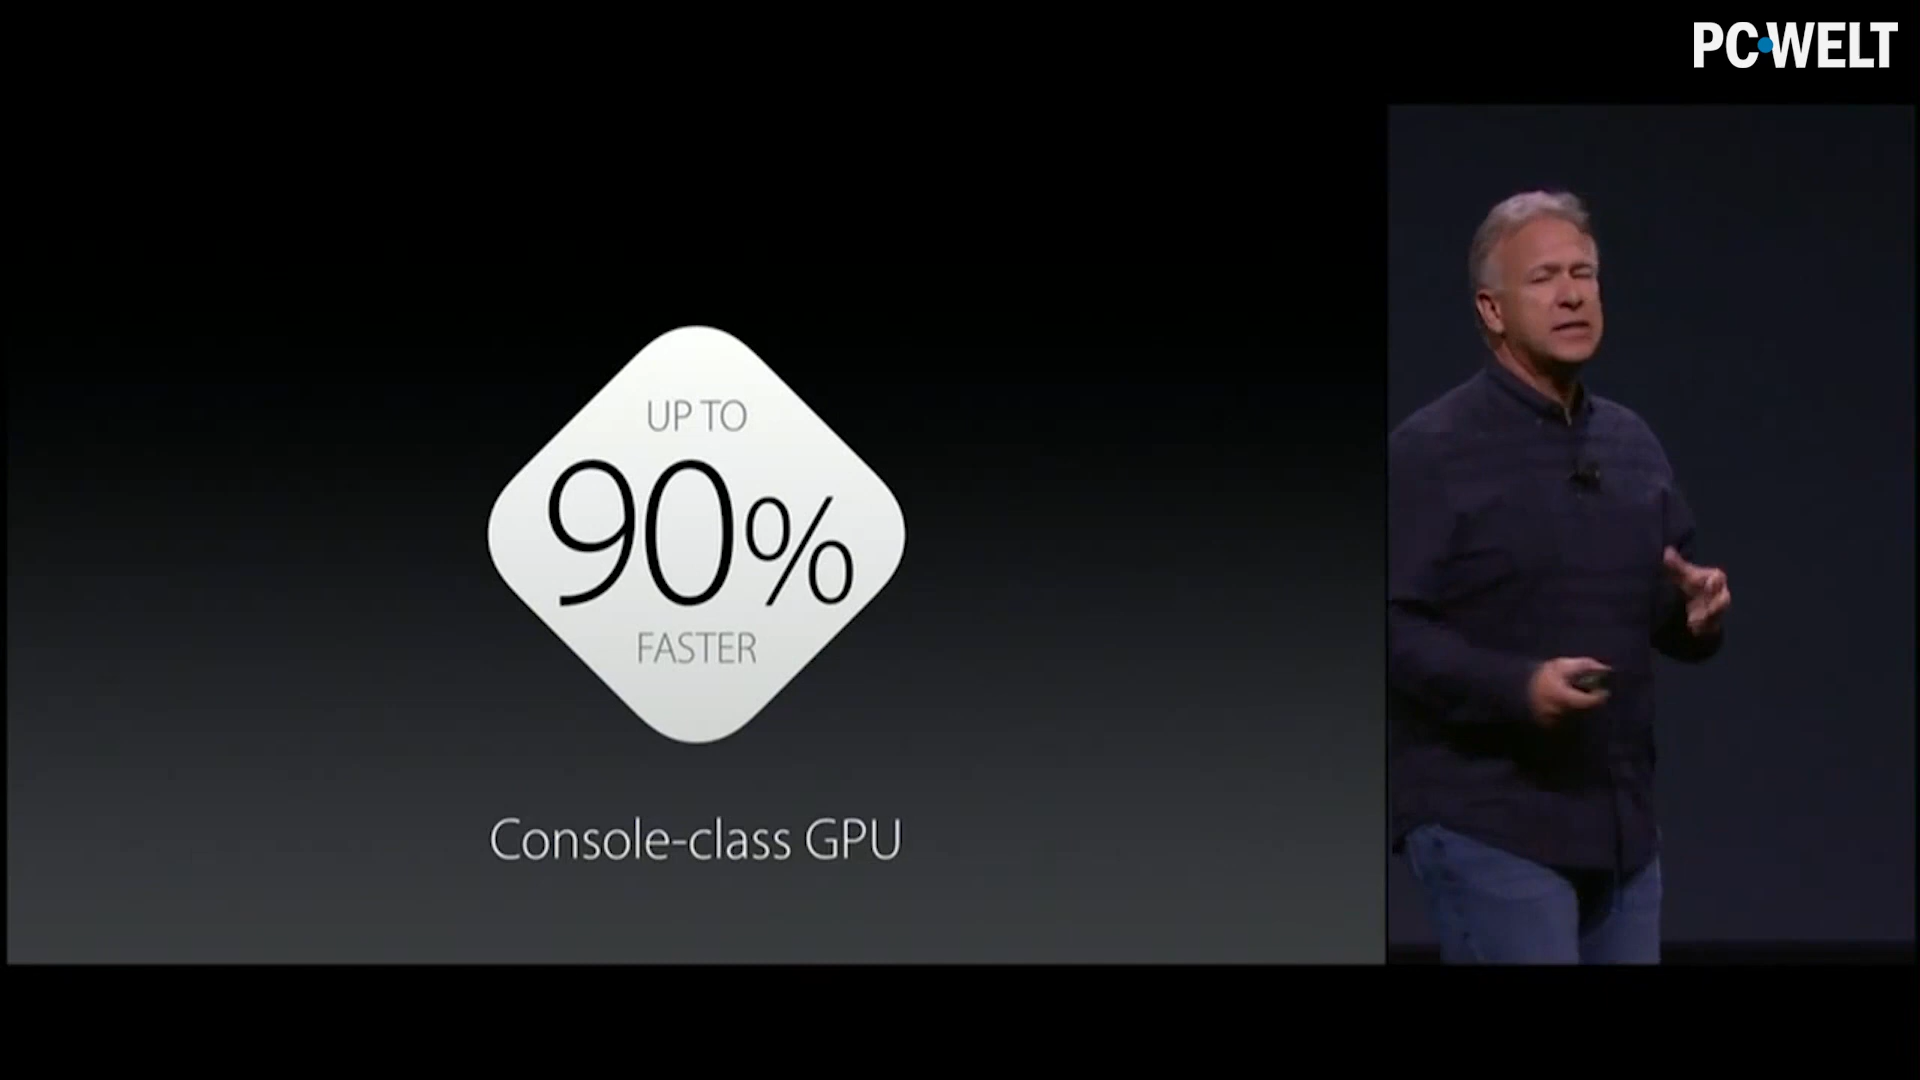 PC WELT
UP TO
90%
FASTER
Console-class GPU